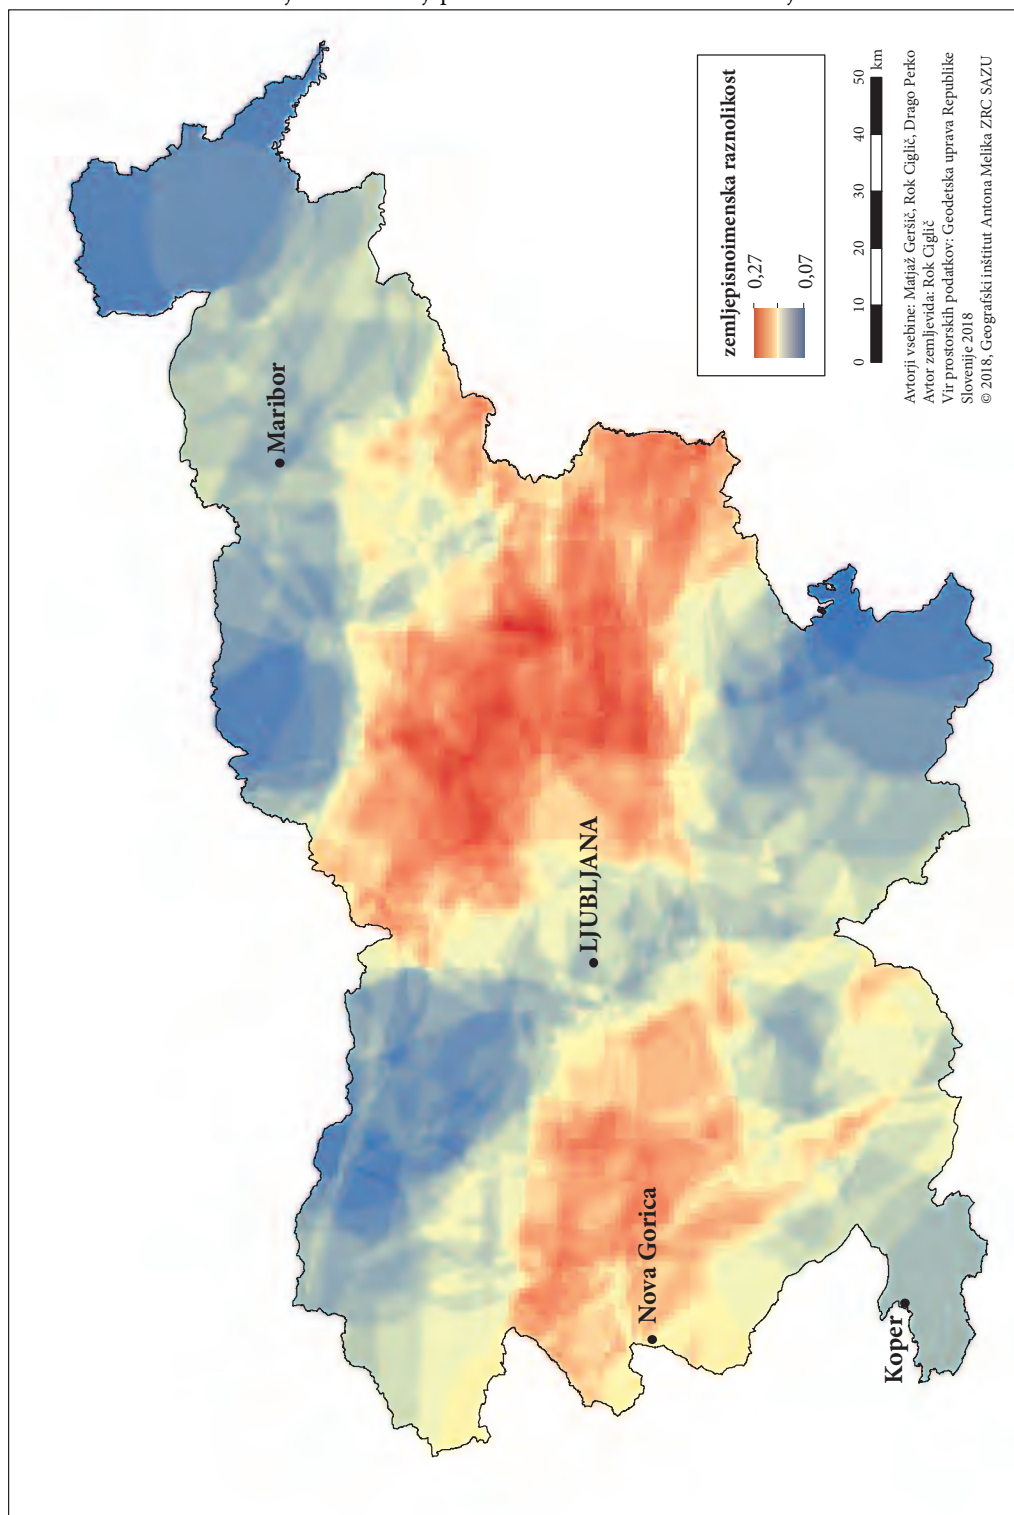 Maribor
LJUBLJANA
Nova Gorica
Koper
zemljepisnoimenska raznolikost
0,27
0,07
0 10 20 30 40 50 km
Avtorji vsebine: Matjaž Geršič, Rok Ciglič, Drago Perko
Avtor zemljevida: Rok Ciglič
Vir prostorskih podatkov: Geodetska uprava Republike
Slovenije 2018
© 2018, Geografski inštitut Antona Melika ZRC SAZU